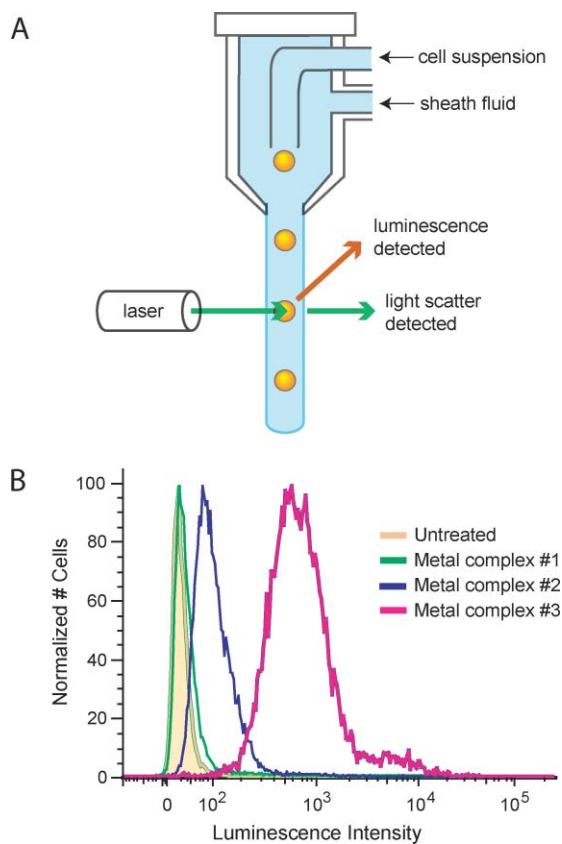 A
cell suspension
sheath fluid
luminescence
detected
laser
light scatter
detected
B
Normalized # Cells
100
80
60
40
20
0
Untreated
Metal complex #1
Metal complex #2
Metal complex #3
0 10² 10³ 10⁴ 10⁵
Luminescence Intensity